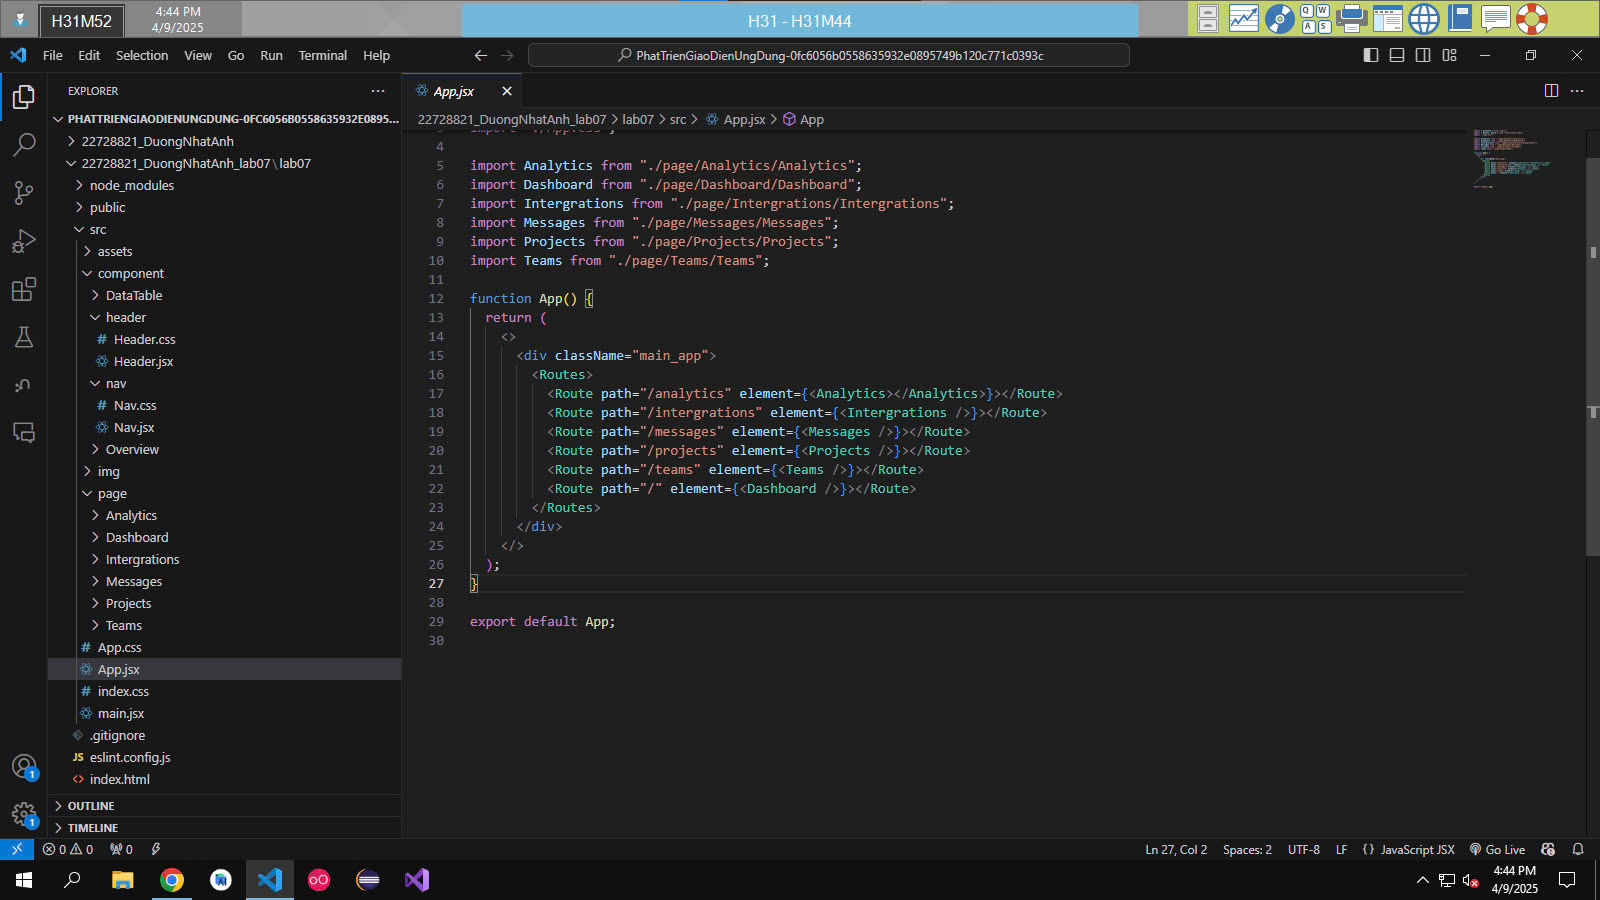 H31M52
4:44 PM
4/9/2025
H31 - H31M44
Q W
A S
File Edit Selection View Go Run Terminal Help
PhatTrienGiaoDienUngDung-0fc6056b0558635932e0895749b120c771c0393c
EXPLORER
PHATTRIENGIAODIENUNGDUNG-0FC6056B0558635932E0895...
22728821_DuongNhatAnh
22728821_DuongNhatAnh_lab07\lab07
node_modules
public
src
assets
component
DataTable
header
# Header.css
Header.jsx
nav
# Nav.css
Nav.jsx
Overview
img
page
Analytics
Dashboard
Intergrations
Messages
Projects
Teams
# App.css
App.jsx
# index.css
main.jsx
.gitignore
JS eslint.config.js
<> index.html
OUTLINE
TIMELINE
1
1
App.jsx
22728821_DuongNhatAnh_lab07 > lab07 > src > App.jsx > App
3 import "./App.css";
4
5 import Analytics from "./page/Analytics/Analytics";
6 import Dashboard from "./page/Dashboard/Dashboard";
7 import Intergrations from "./page/Intergrations/Intergrations";
8 import Messages from "./page/Messages/Messages";
9 import Projects from "./page/Projects/Projects";
10 import Teams from "./page/Teams/Teams";
11
12 function App() {
13 return (
14 <>
15 <div className="main_app">
16 <Routes>
17 <Route path="/analytics" element={<Analytics></Analytics>}></Route>
18 <Route path="/intergrations" element={<Intergrations />}></Route>
19 <Route path="/messages" element={<Messages />}></Route>
20 <Route path="/projects" element={<Projects />}></Route>
21 <Route path="/teams" element={<Teams />}></Route>
22 <Route path="/" element={<Dashboard />}></Route>
23 </Routes>
24 </div>
25 </>
26 );
27 }
28
29 export default App;
30
0 0 0
Ln 27, Col 2 Spaces: 2 UTF-8 LF {} JavaScript JSX Go Live
4:44 PM
4/9/2025